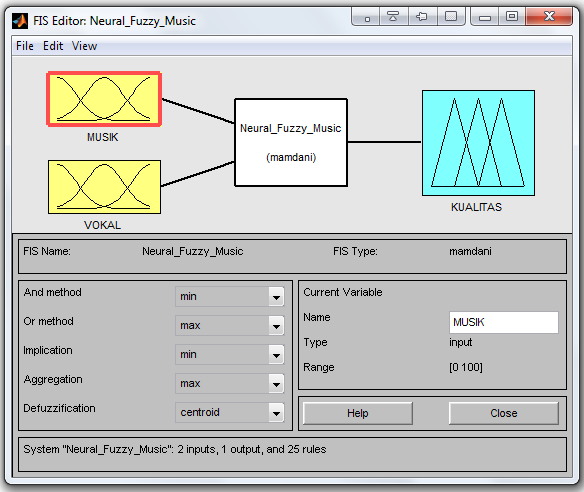 FIS Editor: Neural_Fuzzy_Music
File Edit View
MUSIK
VOKAL
Neural_Fuzzy_Music
(mamdani)
KUALITAS
FIS Name: Neural_Fuzzy_Music FIS Type: mamdani
And method min
Or method max
Implication min
Aggregation max
Defuzzification centroid
Current Variable
Name MUSIK
Type input
Range [0 100]
Help Close
System "Neural_Fuzzy_Music": 2 inputs, 1 output, and 25 rules